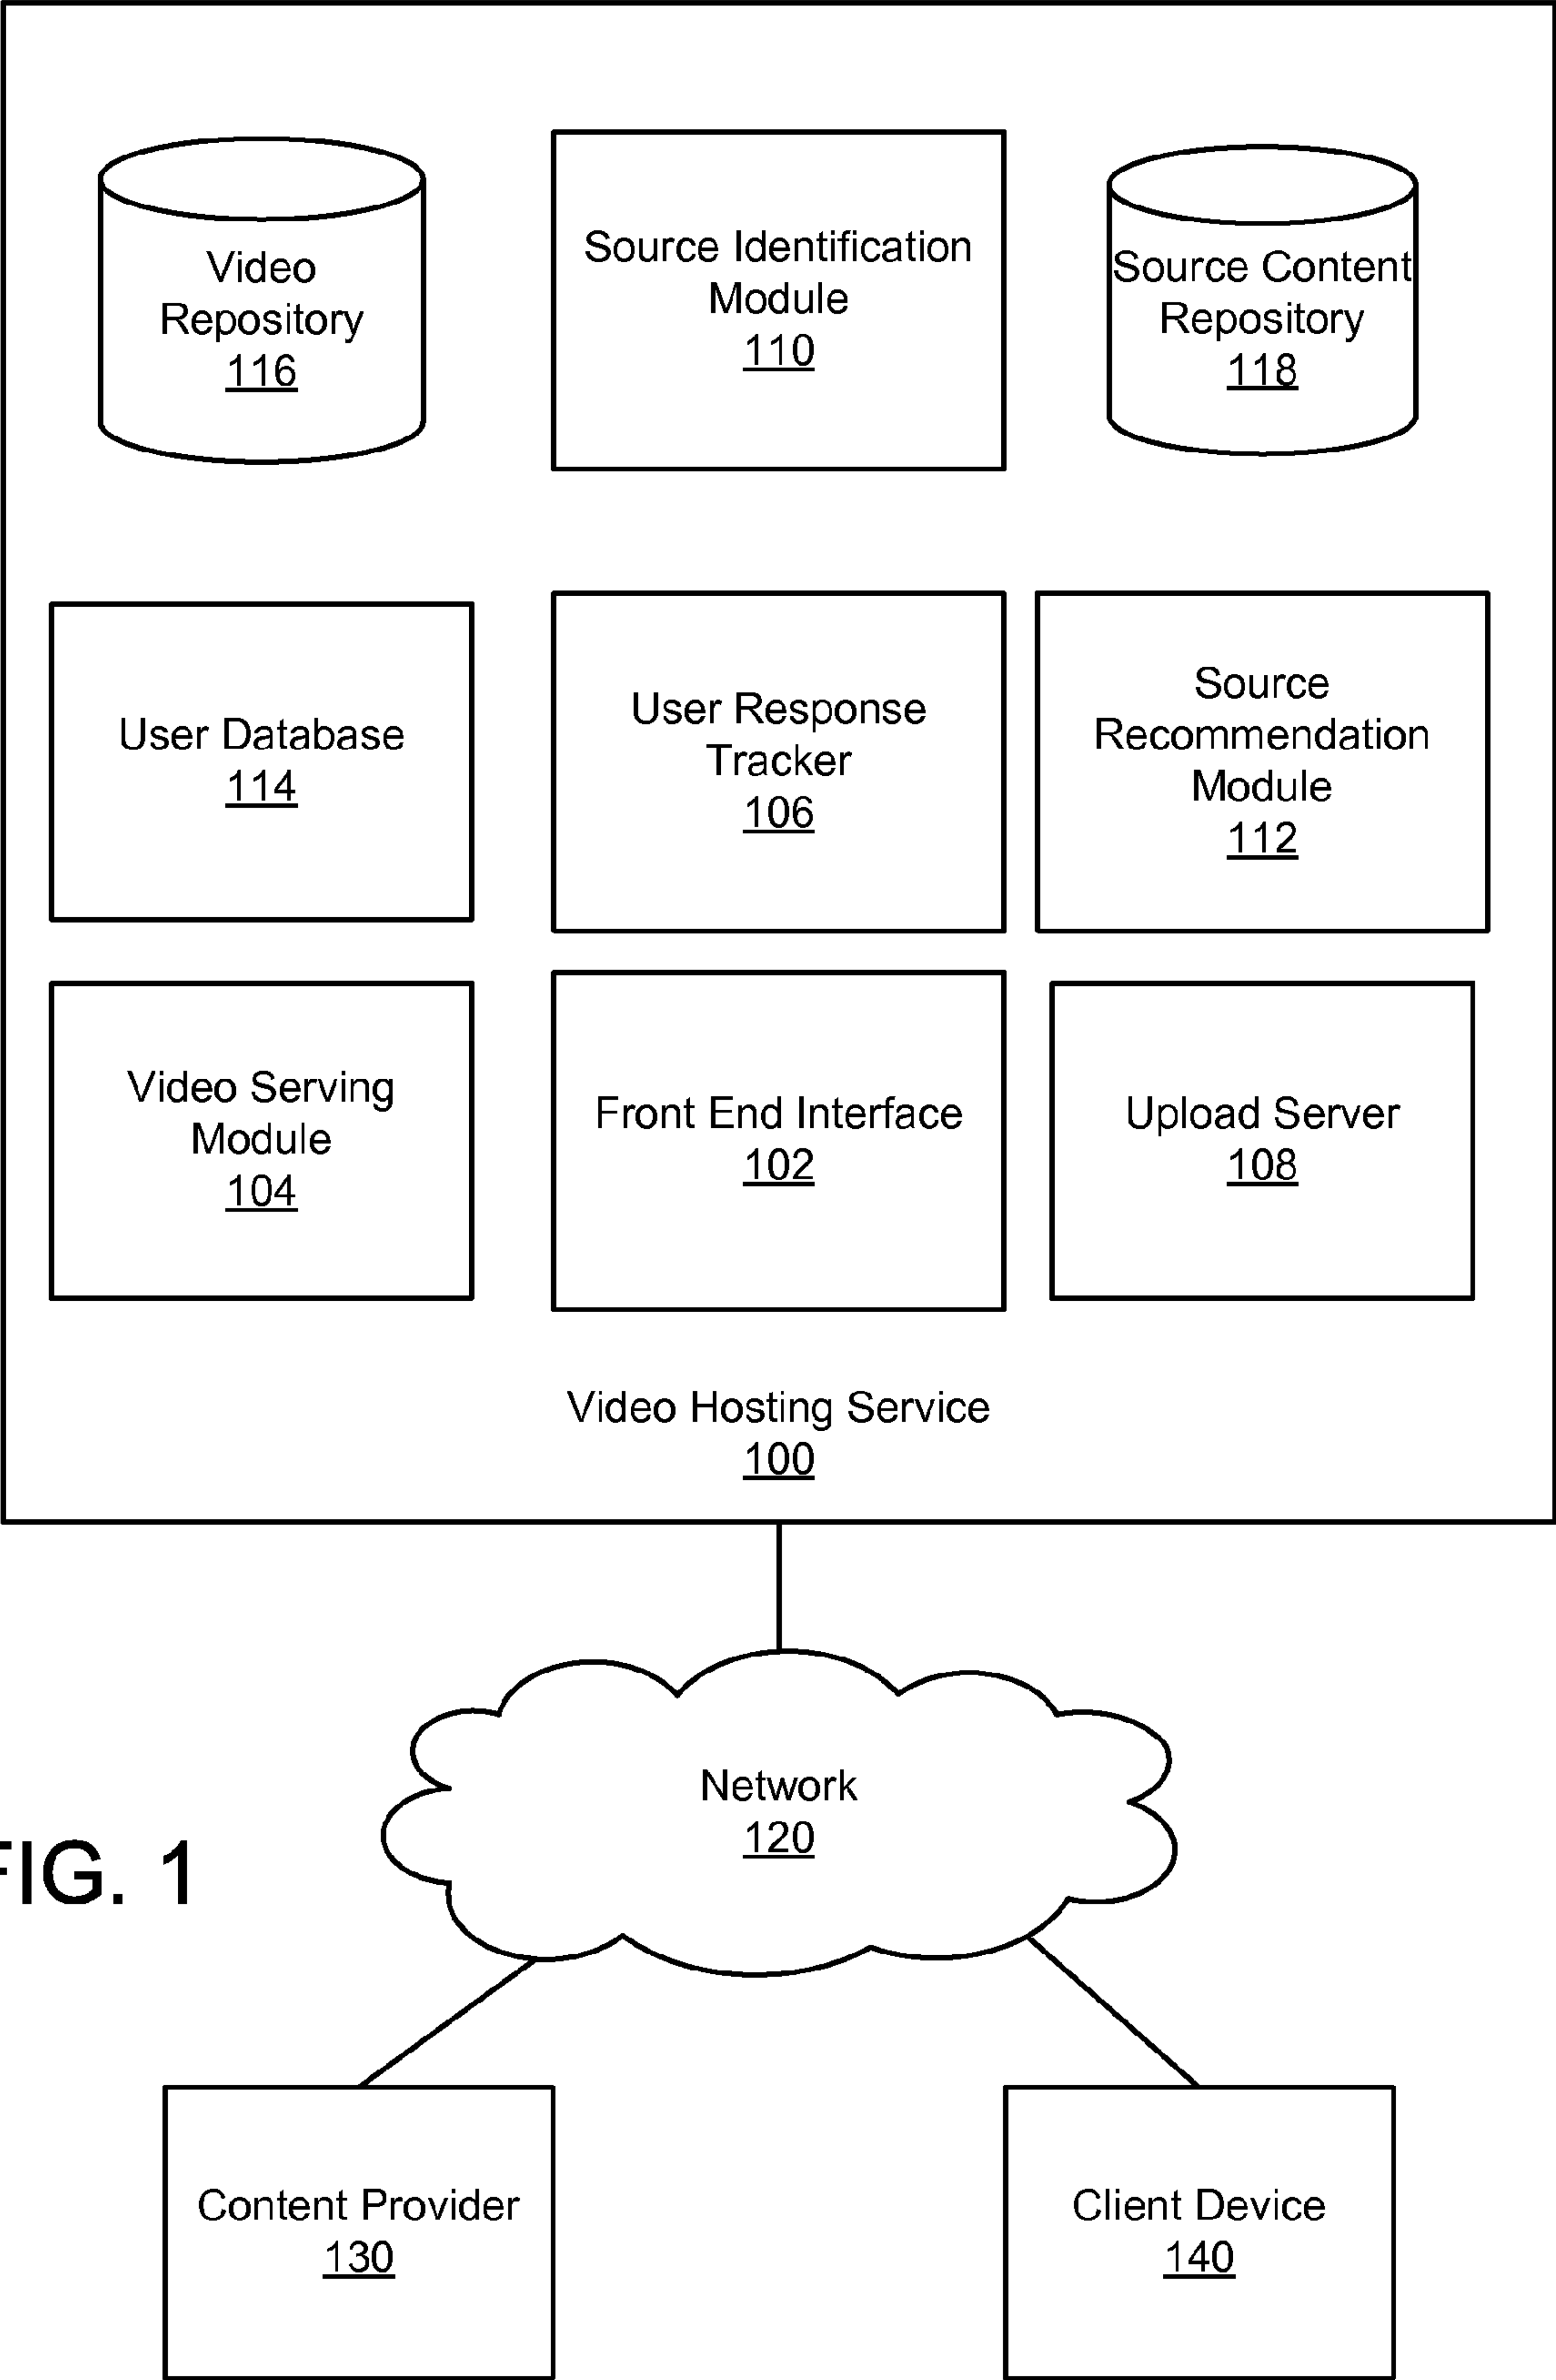 Video
Repository
116
Source Identification
Module
110
Source Content
Repository
118
User Database
114
User Response
Tracker
106
Source
Recommendation
Module
112
Video Serving
Module
104
Front End Interface
102
Upload Server
108
Video Hosting Service
100
Network
120
FIG. 1
Content Provider
130
Client Device
140